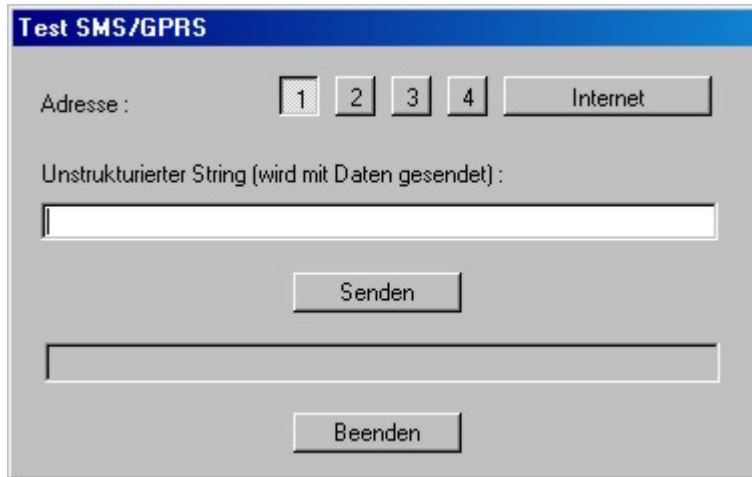 Test SMS/GPRS
Adresse : 1 2 3 4 Internet
Unstrukturierter String (wird mit Daten gesendet) :
Senden
Beenden